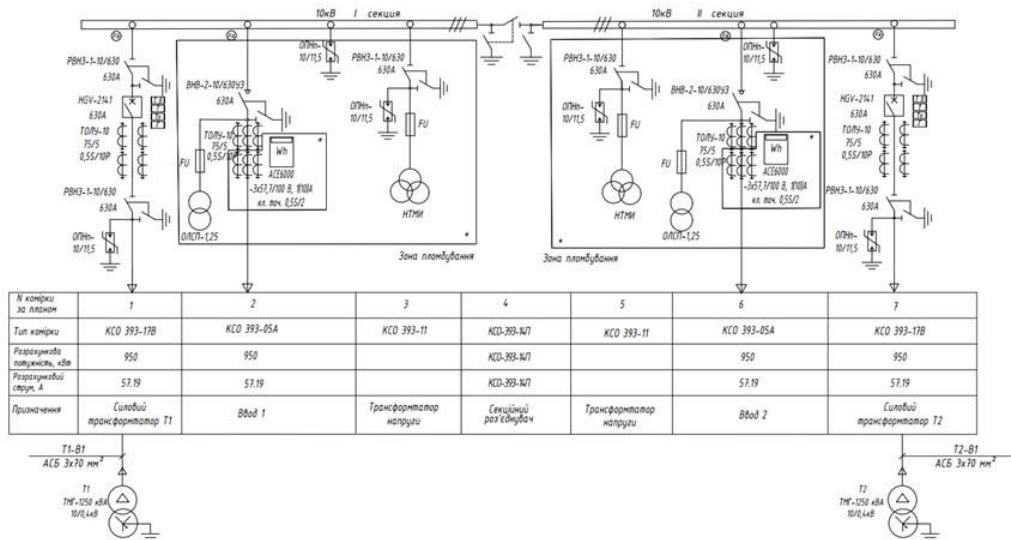 10кВ I секция
10кВ II секция
РВНЗ-1-10/630
630А
HGV-2141
630А
ТОЛУ-10
75/5
0,5S/10Р
РВНЗ-1-10/630
630А
ОПНп-
10/11,5
ВНВ-2-10/630УЗ
630А
ТОЛУ-10
75/5
0,5S/10Р
FU
ОЛСП-1,25
Wh
ACE6000
~3x57,7/100 В, 1(10)А
кл. точ. 0,5S/2
*
ОПНп-
10/11,5
РВНЗ-1-10/630
630А
ОПНп-
10/11,5
FU
НТМИ
*
Зона пломбування
РВНЗ-1-10/630
630А
ОПНп-
10/11,5
FU
НТМИ
ВНВ-2-10/630УЗ
630А
ТОЛУ-10
75/5
0,5S/10Р
FU
ОЛСП-1,25
Wh
ACE6000
~3x57,7/100 В, 1(10)А
кл. точ. 0,5S/2
*
ОПНп-
10/11,5
*
Зона пломбування
РВНЗ-1-10/630
630А
HGV-2141
630А
ТОЛУ-10
75/5
0,5S/10Р
РВНЗ-1-10/630
630А
ОПНп-
10/11,5
N комірки за планом 1 2 3 4 5 6 7
Тип комірки КСО 393-17В КСО 393-05А КСО 393-11 КСО-393-14П КСО 393-11 КСО 393-05А КСО 393-17В
Розрахункова потужність, кВт 950 950 КСО-393-14П 950 950
Розрахунковий струм, А 57.19 57.19 КСО-393-14П 57.19 57.19
Призначення Силовий трансформтатор Т1 Ввод 1 Трансформтатор напруги Секційний роз'єднувач Трансформтатор напруги Ввод 2 Силовий трансформтатор Т2
Т1-В1
АСБ 3х70 мм²
Т1
ТМГ-1250 кВА
10/0,4кВ
Т2-В1
АСБ 3х70 мм²
Т2
ТМГ-1250 кВА
10/0,4кВ